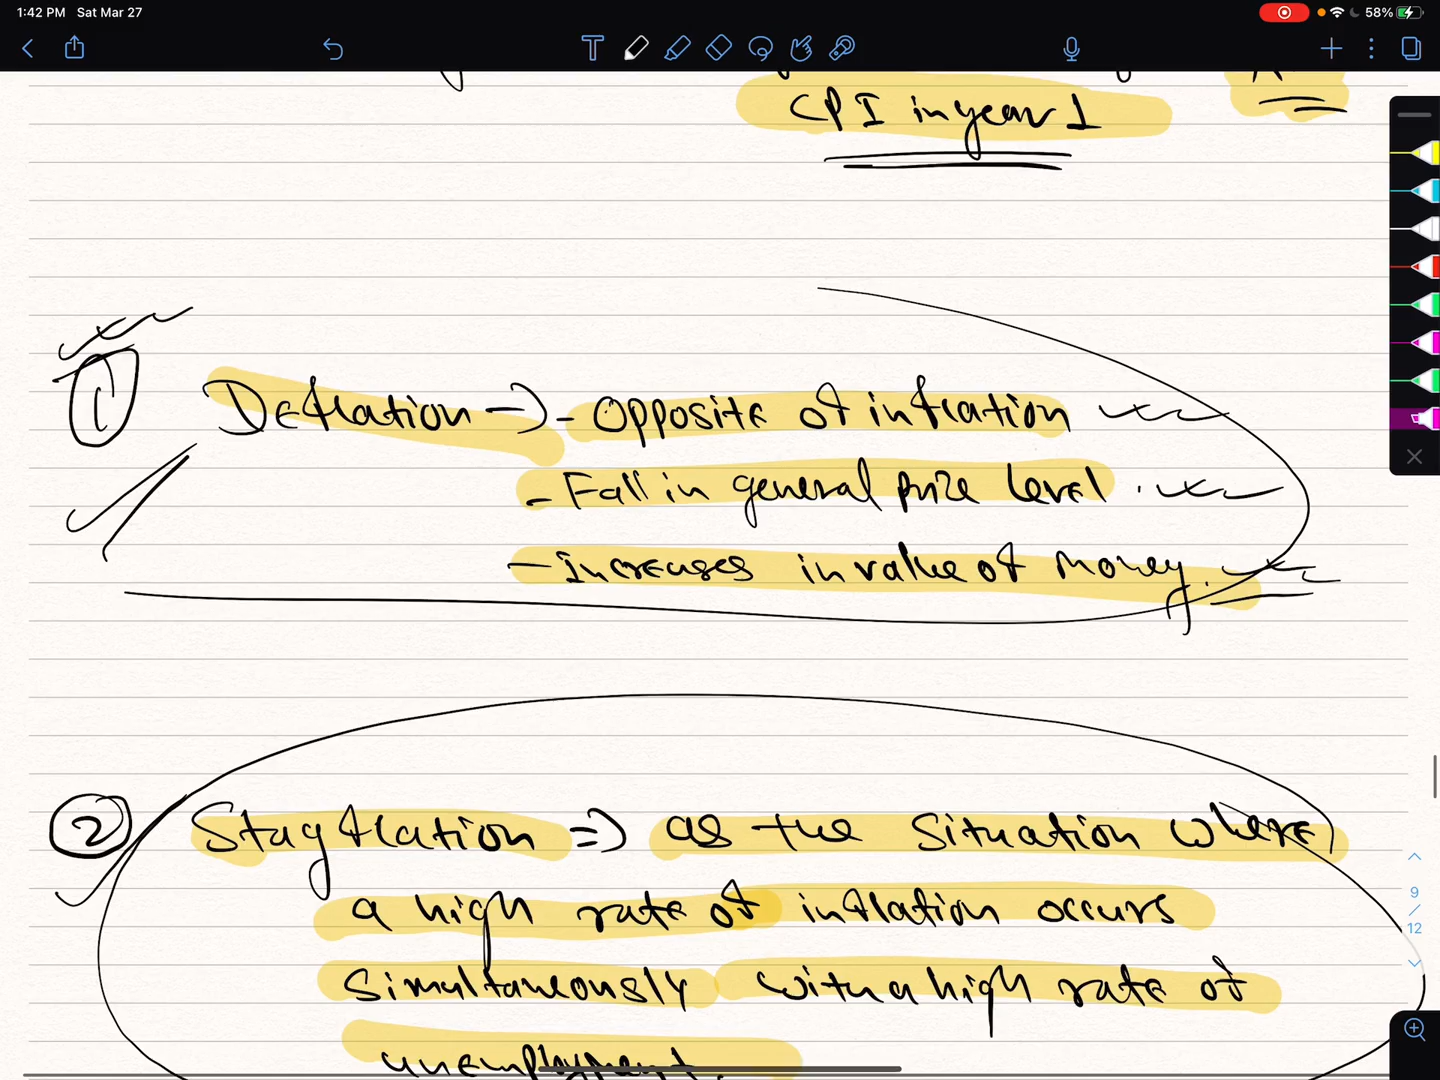 1:42 PM Sat Mar 27
58%
CPI in year 1
① Deflation → - Opposite of inflation
- Fall in general prize level.
- Increases in value of money.
② Stagflation ⇒ as the situation where
a high rate of inflation occurs
simultaneously with a high rate of
unemployment.
9
/
12